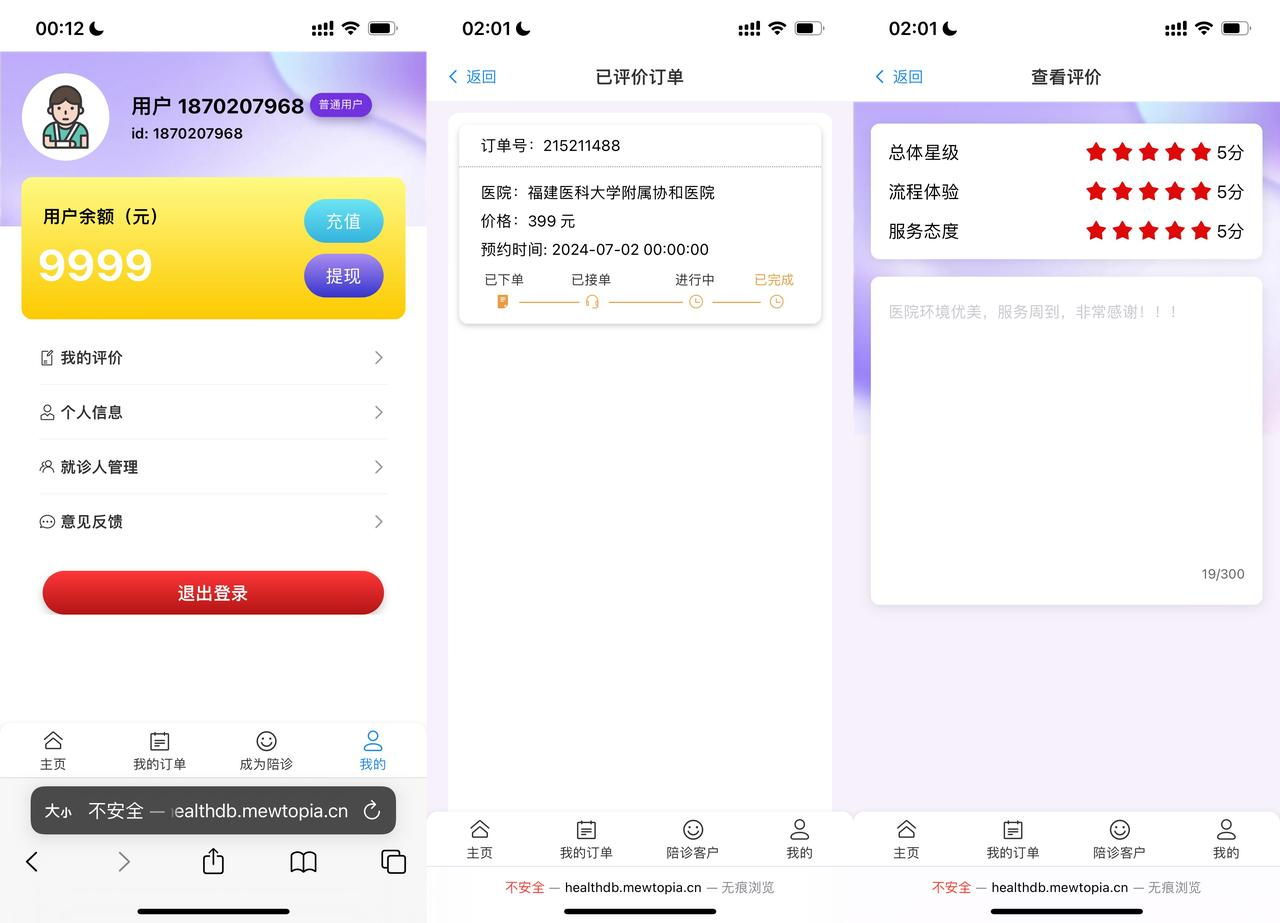 00:12
用户 1870207968 普通用户
id: 1870207968
用户余额（元）
充值
9999
提现
我的评价
个人信息
就诊人管理
意见反馈
退出登录
主页 我的订单 成为陪诊 我的
大小 不安全 — healthdb.mewtopia.cn
02:01
返回 已评价订单
订单号：215211488
医院：福建医科大学附属协和医院
价格：399 元
预约时间: 2024-07-02 00:00:00
已下单 已接单 进行中 已完成
主页 我的订单 陪诊客户 我的
不安全 — healthdb.mewtopia.cn — 无痕浏览
02:01
返回 查看评价
总体星级 5分
流程体验 5分
服务态度 5分
医院环境优美，服务周到，非常感谢！！！
19/300
主页 我的订单 陪诊客户 我的
不安全 — healthdb.mewtopia.cn — 无痕浏览